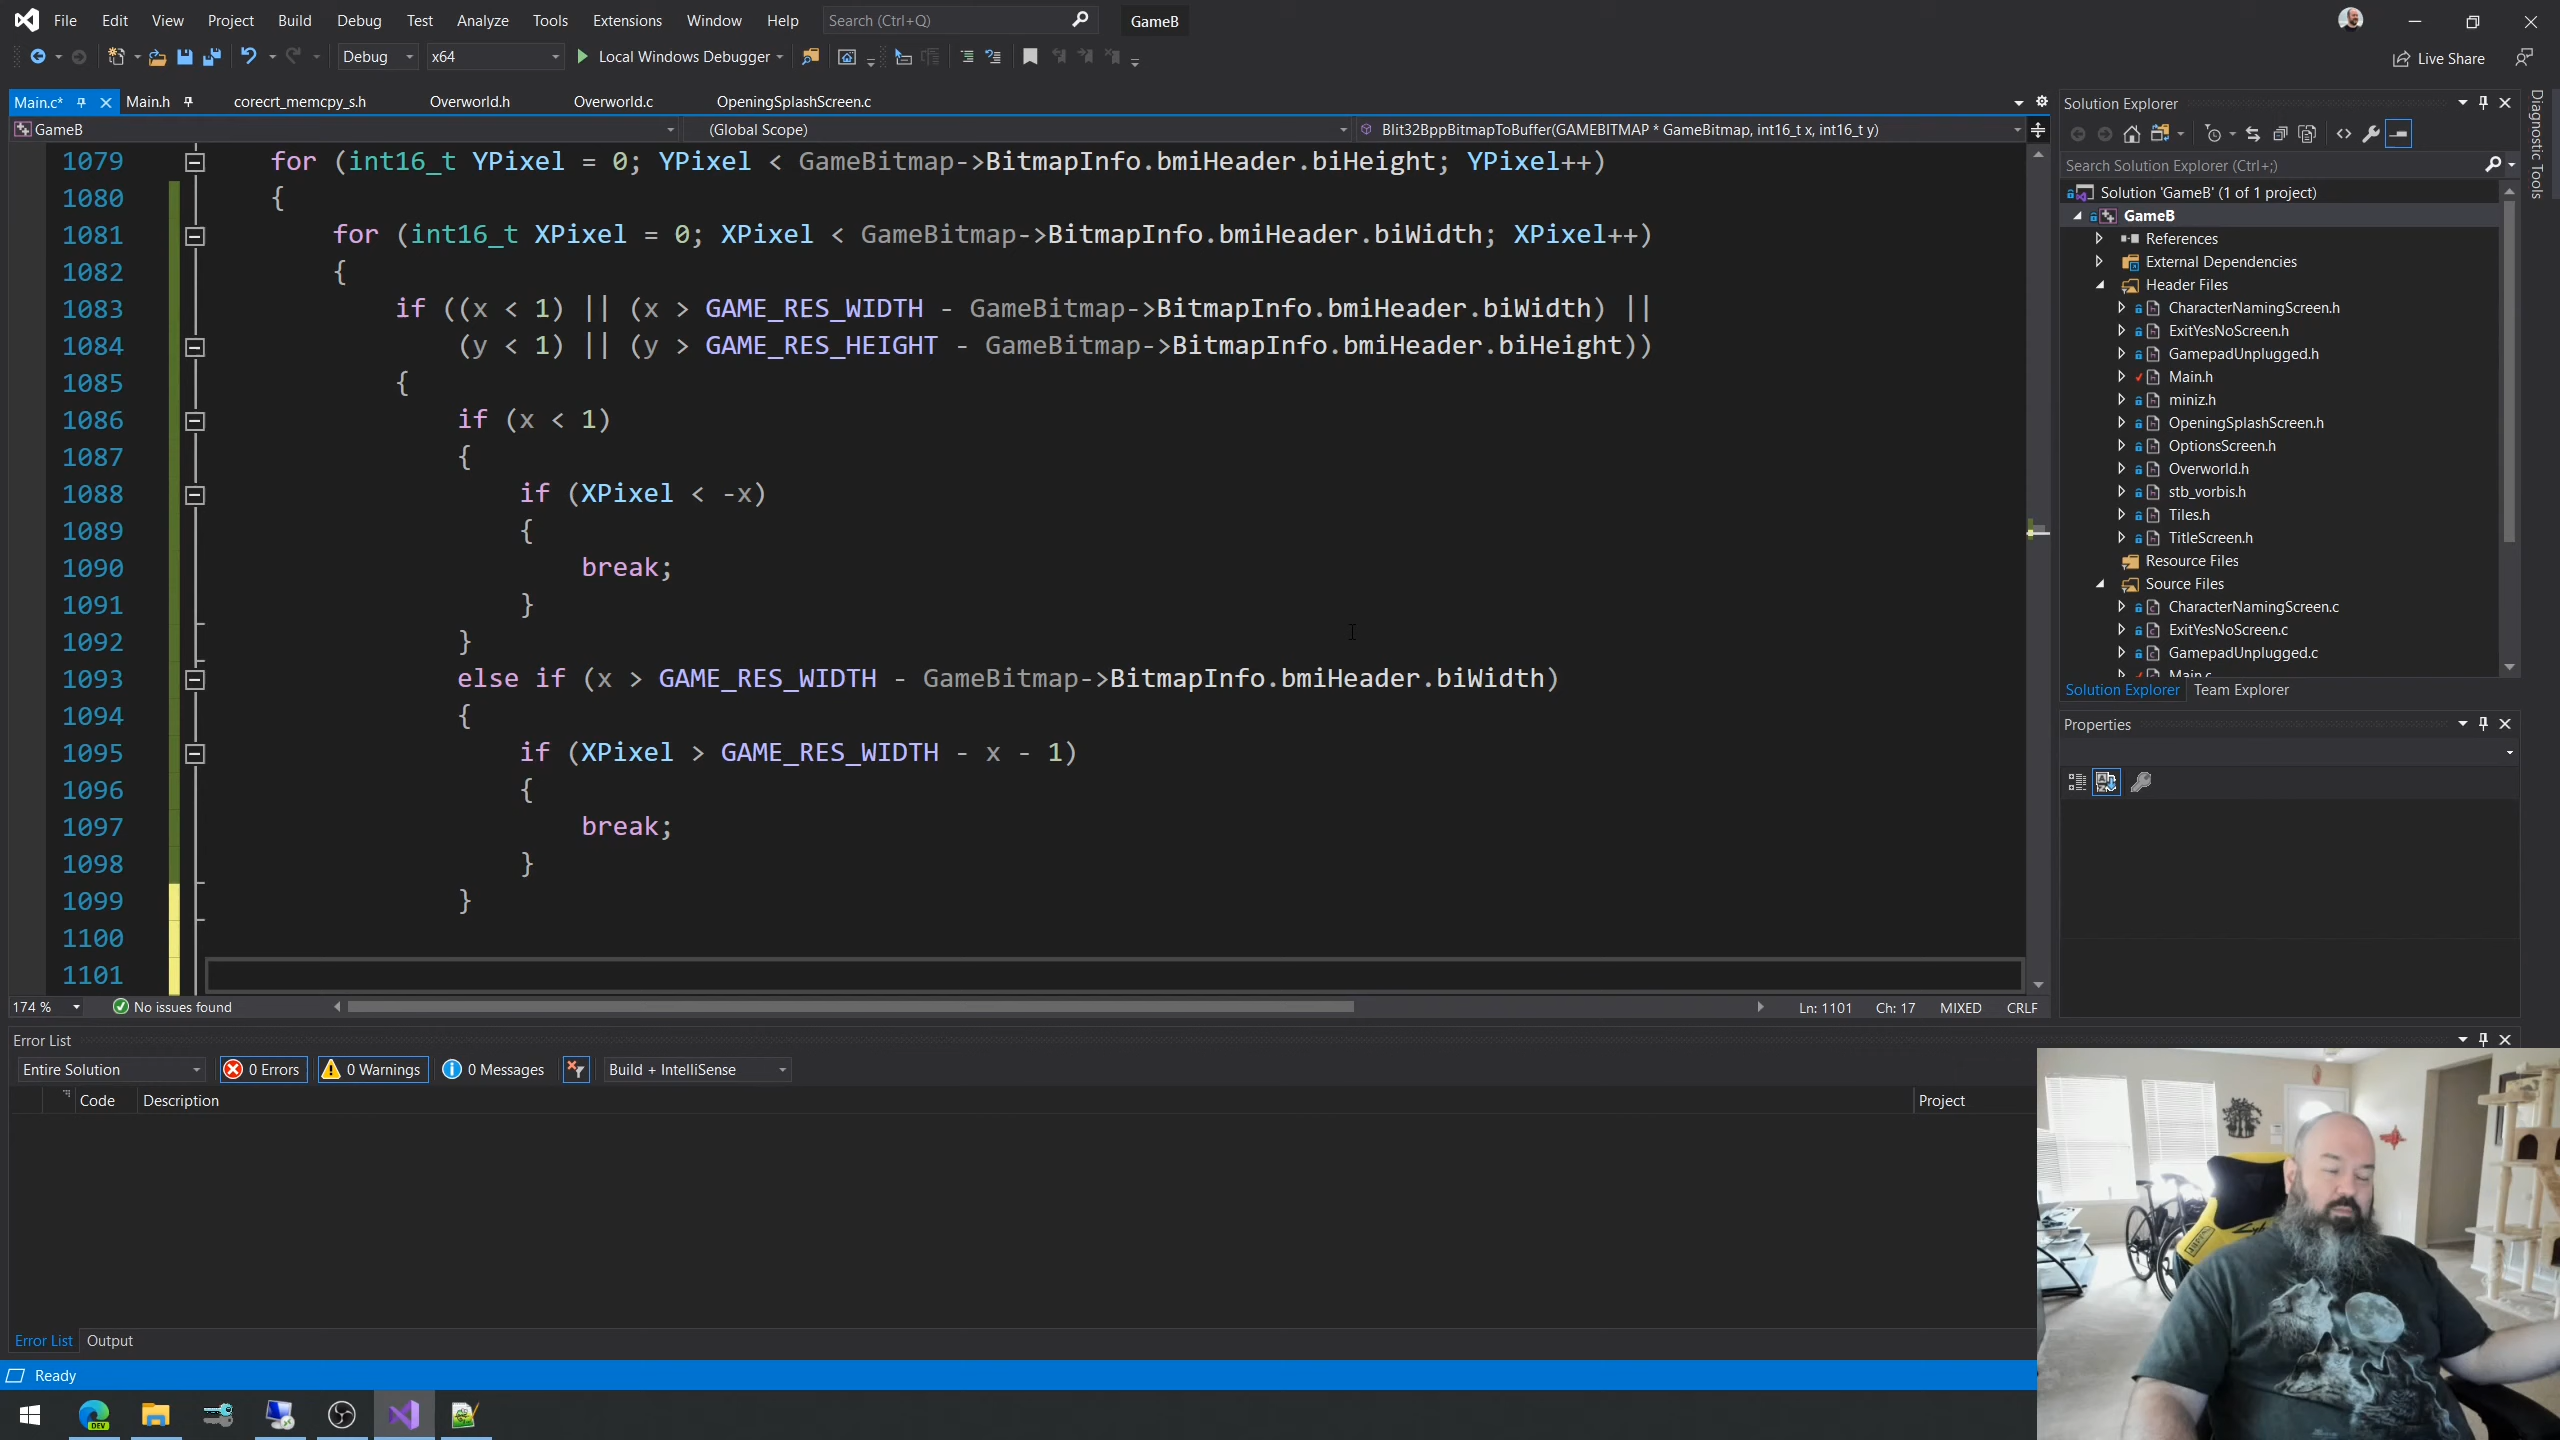 File Edit View Project Build Debug Test Analyze Tools Extensions Window Help Search (Ctrl+Q) GameB
Debug x64 Local Windows Debugger Live Share
Main.c* Main.h corecrt_memcpy_s.h Overworld.h Overworld.c OpeningSplashScreen.c
GameB (Global Scope) Blit32BppBitmapToBuffer(GAMEBITMAP * GameBitmap, int16_t x, int16_t y)
1079 for (int16_t YPixel = 0; YPixel < GameBitmap->BitmapInfo.bmiHeader.biHeight; YPixel++)
1080 {
1081 for (int16_t XPixel = 0; XPixel < GameBitmap->BitmapInfo.bmiHeader.biWidth; XPixel++)
1082 {
1083 if ((x < 1) || (x > GAME_RES_WIDTH - GameBitmap->BitmapInfo.bmiHeader.biWidth) ||
1084 (y < 1) || (y > GAME_RES_HEIGHT - GameBitmap->BitmapInfo.bmiHeader.biHeight))
1085 {
1086 if (x < 1)
1087 {
1088 if (XPixel < -x)
1089 {
1090 break;
1091 }
1092 }
1093 else if (x > GAME_RES_WIDTH - GameBitmap->BitmapInfo.bmiHeader.biWidth)
1094 {
1095 if (XPixel > GAME_RES_WIDTH - x - 1)
1096 {
1097 break;
1098 }
1099 }
1100
1101
174 % No issues found Ln: 1101 Ch: 17 MIXED CRLF
Solution Explorer
Search Solution Explorer (Ctrl+;)
Solution 'GameB' (1 of 1 project)
GameB
References
External Dependencies
Header Files
CharacterNamingScreen.h
ExitYesNoScreen.h
GamepadUnplugged.h
Main.h
miniz.h
OpeningSplashScreen.h
OptionsScreen.h
Overworld.h
stb_vorbis.h
Tiles.h
TitleScreen.h
Resource Files
Source Files
CharacterNamingScreen.c
ExitYesNoScreen.c
GamepadUnplugged.c
Main.c
Solution Explorer Team Explorer
Properties
Diagnostic Tools
Error List
Entire Solution 0 Errors 0 Warnings 0 Messages Build + IntelliSense
Code Description Project
Error List Output
Ready
DEV